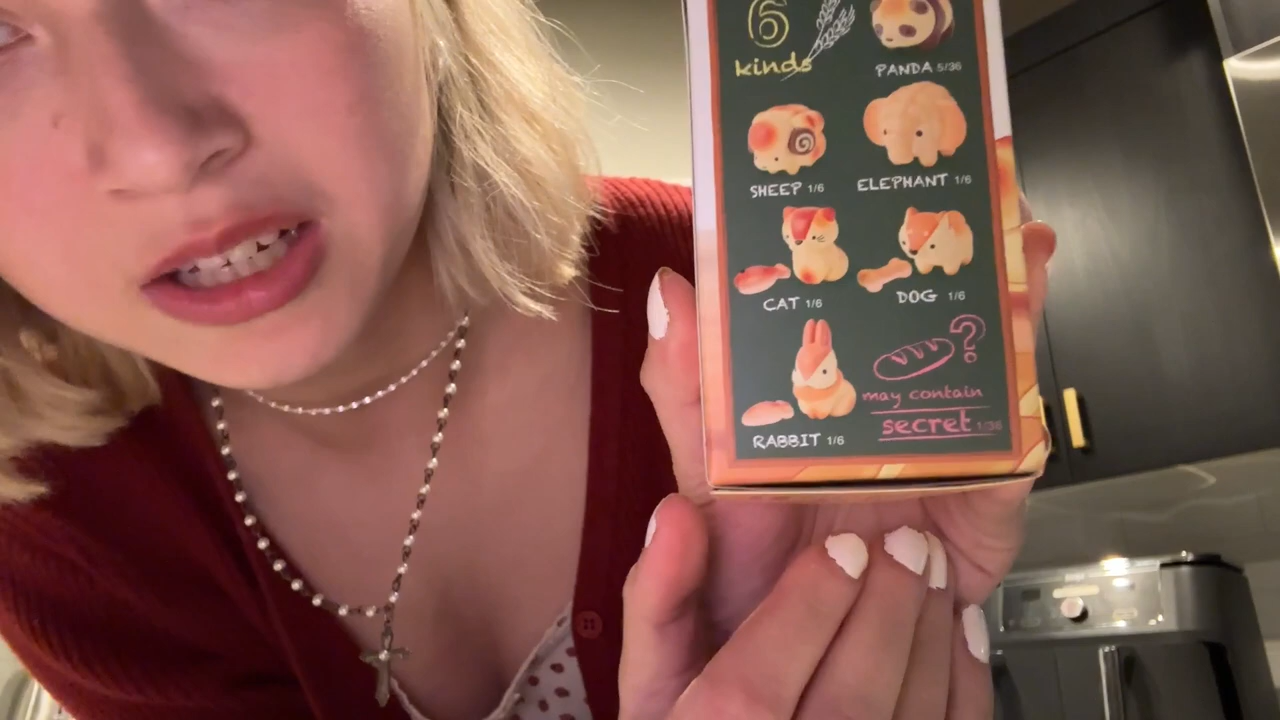 6
kinds
PANDA 5/36
SHEEP 1/6
ELEPHANT 1/6
CAT 1/6
DOG 1/6
may contain
secret 1/36
RABBIT 1/6